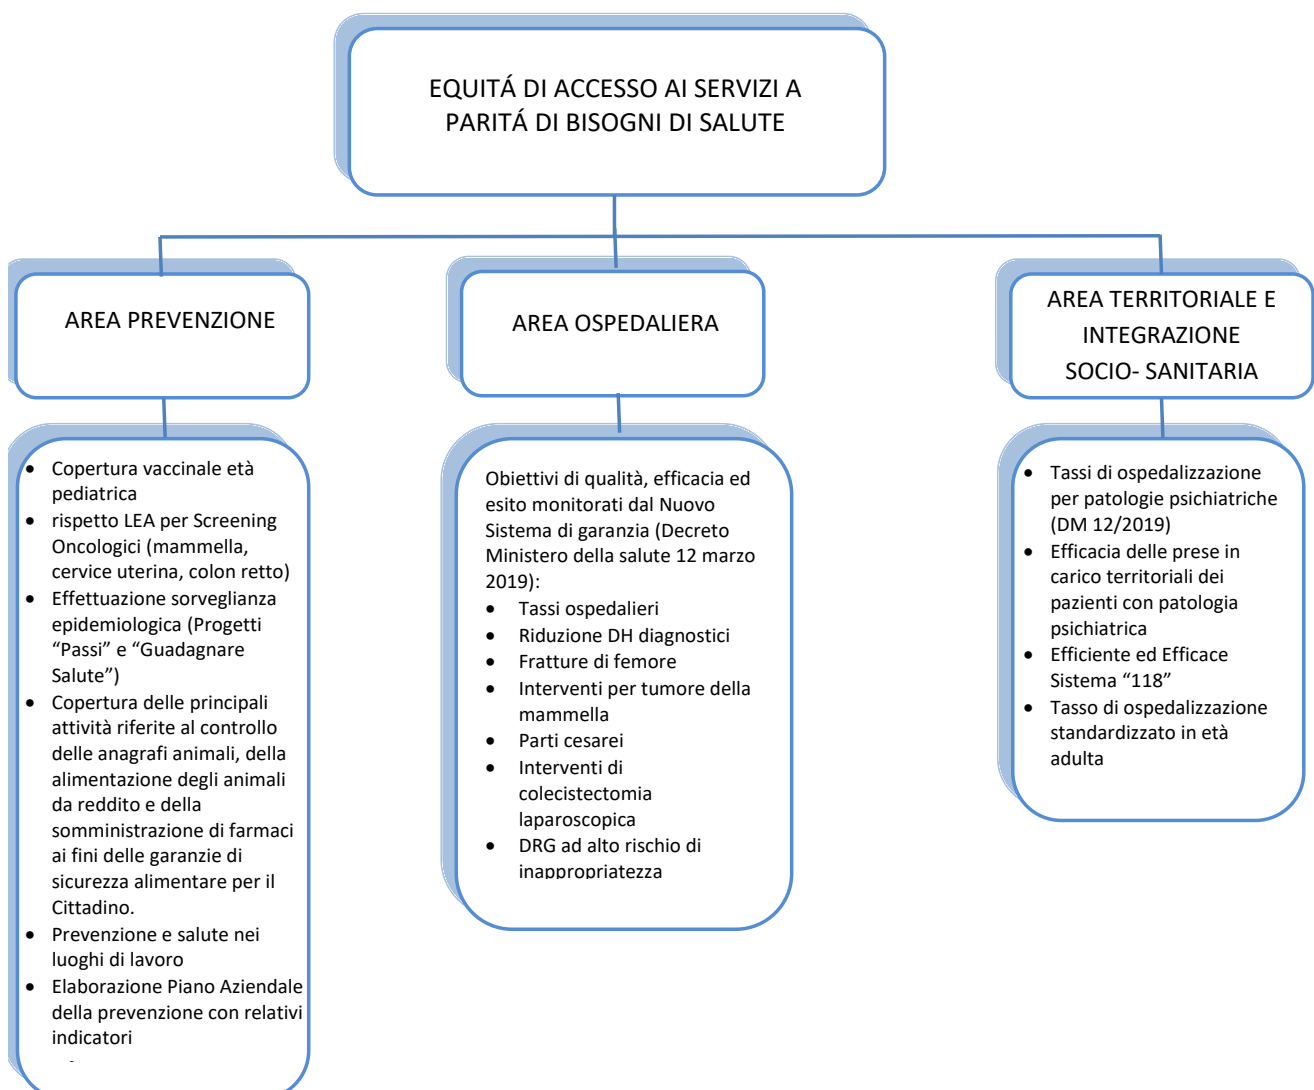 EQUITÁ DI ACCESSO AI SERVIZI A
PARITÁ DI BISOGNI DI SALUTE
AREA PREVENZIONE
AREA OSPEDALIERA
AREA TERRITORIALE E
INTEGRAZIONE
SOCIO- SANITARIA
• Copertura vaccinale età
pediatrica
• rispetto LEA per Screening
Oncologici (mammella,
cervice uterina, colon retto)
• Effettuazione sorveglianza
epidemiologica (Progetti
“Passi” e “Guadagnare
Salute”)
• Copertura delle principali
attività riferite al controllo
delle anagrafi animali, della
alimentazione degli animali
da reddito e della
somministrazione di farmaci
ai fini delle garanzie di
sicurezza alimentare per il
Cittadino.
• Prevenzione e salute nei
luoghi di lavoro
• Elaborazione Piano Aziendale
della prevenzione con relativi
indicatori
Obiettivi di qualità, efficacia ed
esito monitorati dal Nuovo
Sistema di garanzia (Decreto
Ministero della salute 12 marzo
2019):
• Tassi ospedalieri
• Riduzione DH diagnostici
• Fratture di femore
• Interventi per tumore della
mammella
• Parti cesarei
• Interventi di
colecistectomia
laparoscopica
• DRG ad alto rischio di
inappropriatezza
• Tassi di ospedalizzazione
per patologie psichiatriche
(DM 12/2019)
• Efficacia delle prese in
carico territoriali dei
pazienti con patologia
psichiatrica
• Efficiente ed Efficace
Sistema “118”
• Tasso di ospedalizzazione
standardizzato in età
adulta